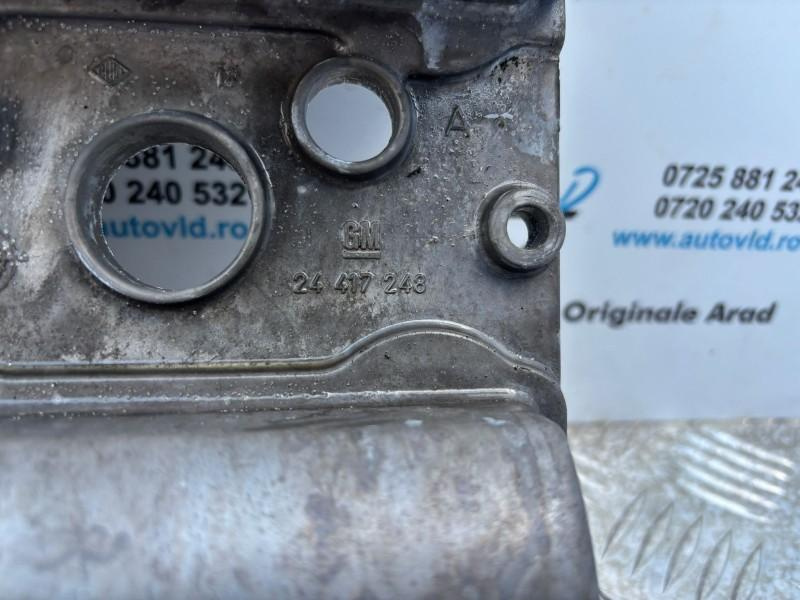 A
GM
24 417 248
881 24
0 240 532
autovld.ro
0725 881 24
0720 240 532
www.autovld.ro
Originale Arad